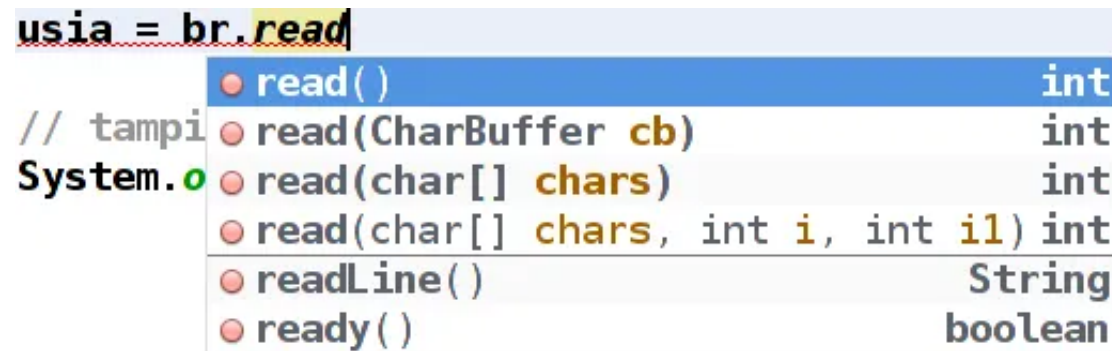 usia = br.read
read() int
// tampi
read(CharBuffer cb) int
System.o
read(char[] chars) int
read(char[] chars, int i, int i1) int
readLine() String
ready() boolean